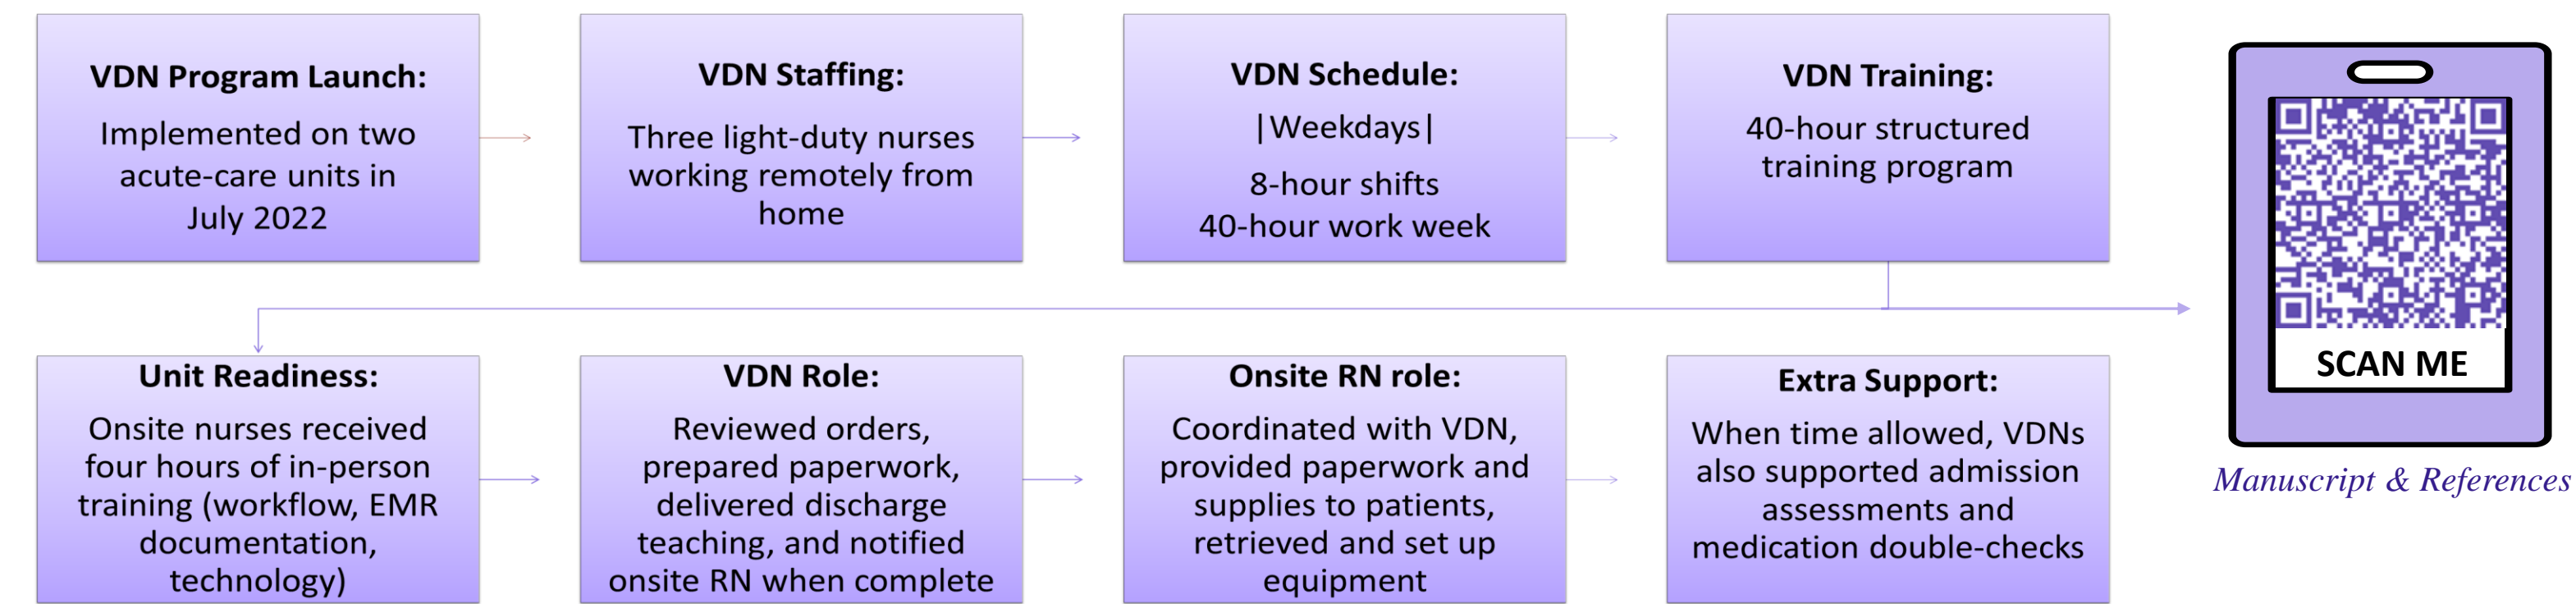 VDN Program Launch:
Implemented on two
acute-care units in
July 2022
VDN Staffing:
Three light-duty nurses
working remotely from
home
VDN Schedule:
|Weekdays|
8-hour shifts
40-hour work week
VDN Training:
40-hour structured
training program
Unit Readiness:
Onsite nurses received
four hours of in-person
training (workflow, EMR
documentation,
technology)
VDN Role:
Reviewed orders,
prepared paperwork,
delivered discharge
teaching, and notified
onsite RN when complete
Onsite RN role:
Coordinated with VDN,
provided paperwork and
supplies to patients,
retrieved and set up
equipment
Extra Support:
When time allowed, VDNs
also supported admission
assessments and
medication double-checks
SCAN ME
Manuscript & References